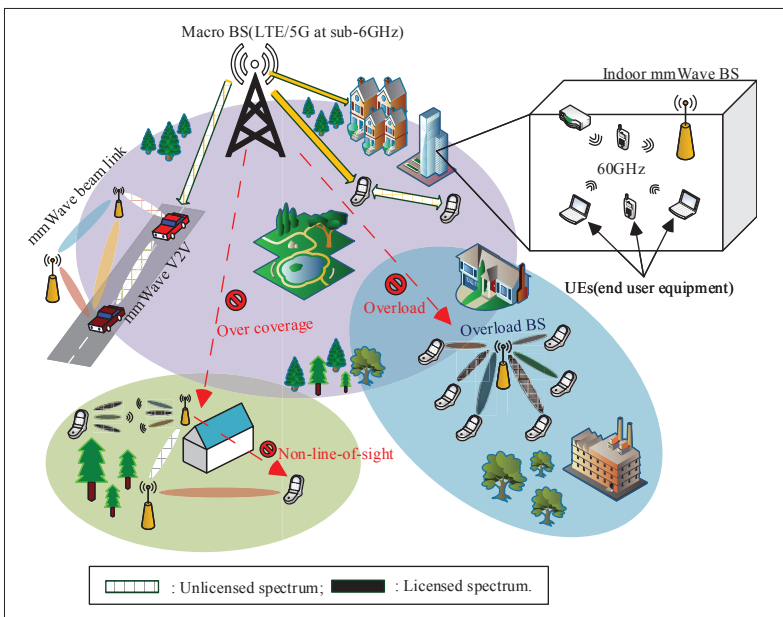 Macro BS(LTE/5G at sub-6GHz)
Indoor mmWave BS
60GHz
UEs(end user equipment)
mmWave beam link
mmWave V2V
Over coverage
Overload
Overload BS
Non-line-of-sight
: Unlicensed spectrum; : Licensed spectrum.